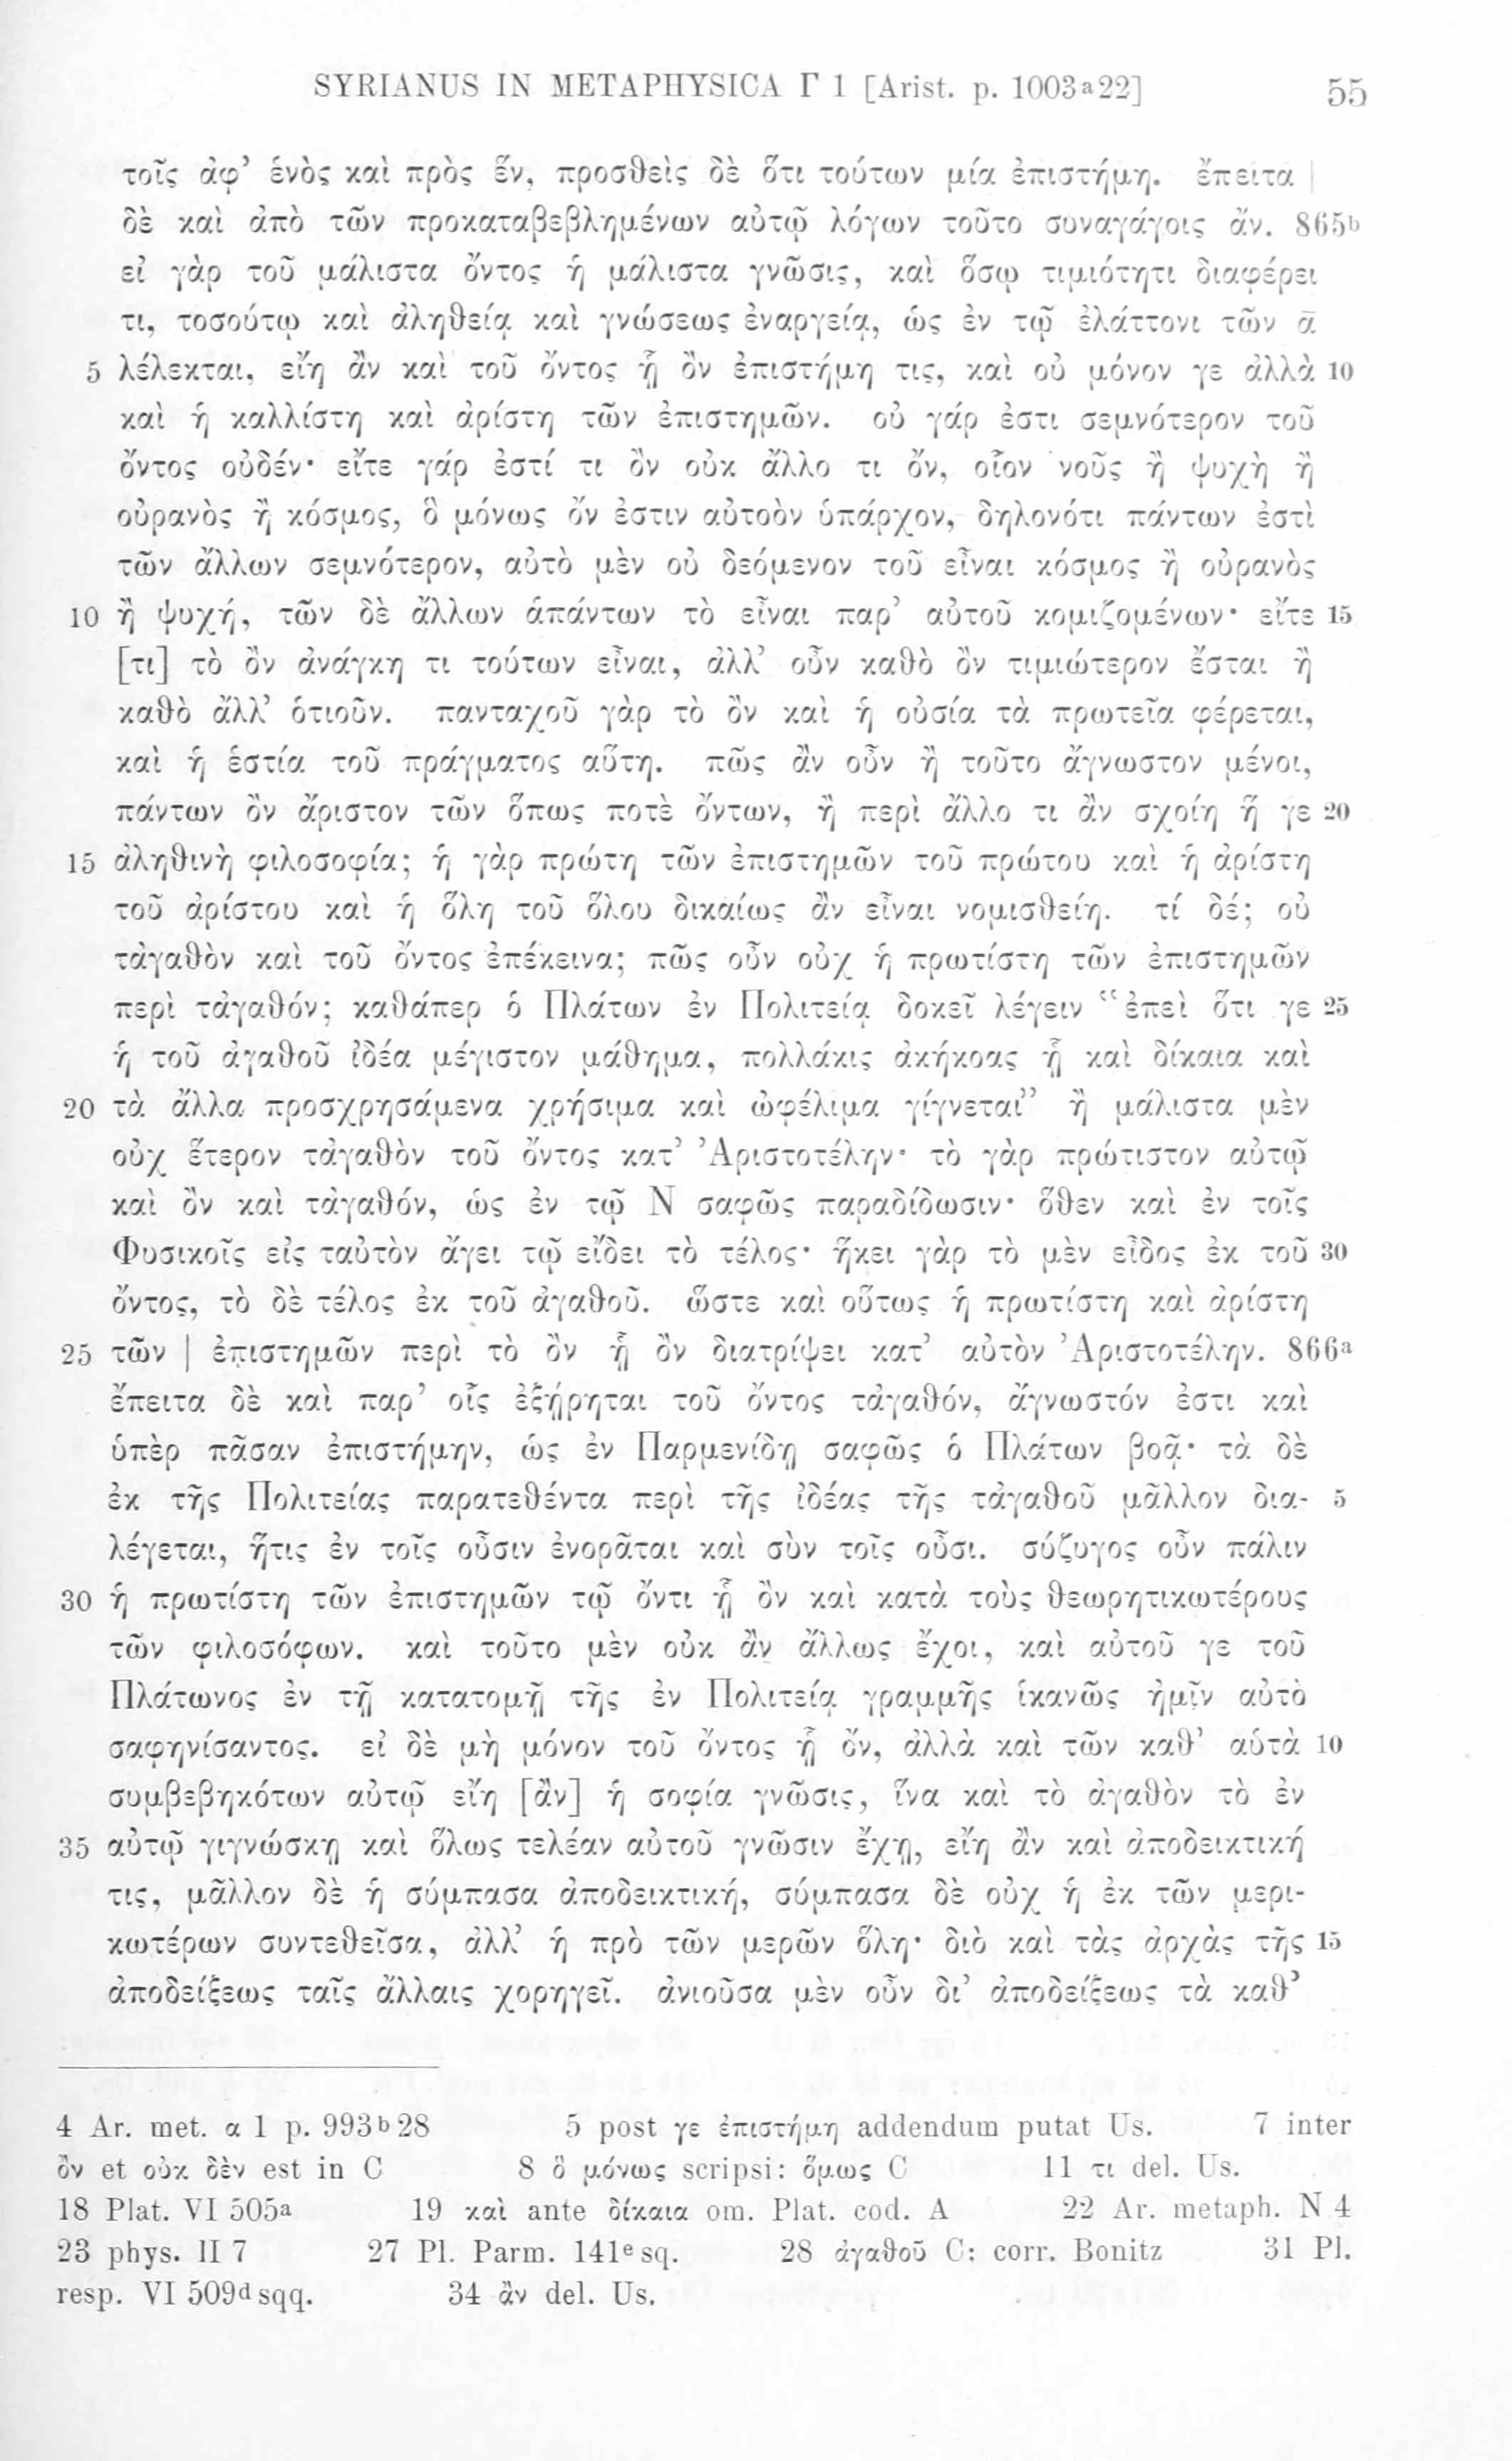 SYRIANUS IN METAPHYSICA Γ 1 [Arist. p. 1003a22] 55
τοῖς ἀφ’ ἑνὸς καὶ πρὸς ἕν, προσθεὶς δὲ ὅτι τούτων μία ἐπιστήμη. ἔπειτα |
δὲ καὶ ἀπὸ τῶν προκαταβεβλημένων αὐτῷ λόγων τοῦτο συναγάγοις ἄν. 865b
εἰ γὰρ τοῦ μάλιστα ὄντος ἡ μάλιστα γνῶσις, καὶ ὅσῳ τιμιότητι διαφέρει
τι, τοσούτῳ καὶ ἀληθείᾳ καὶ γνώσεως ἐναργείᾳ, ὡς ἐν τῷ ἐλάττονι τῶν α̅
5 λέλεκται, εἴη ἂν καὶ τοῦ ὄντος ᾗ ὂν ἐπιστήμη τις, καὶ οὐ μόνον γε ἀλλὰ 10
καὶ ἡ καλλίστη καὶ ἀρίστη τῶν ἐπιστημῶν. οὐ γάρ ἐστι σεμνότερον τοῦ
ὄντος οὐδέν· εἴτε γάρ ἐστί τι ὂν οὐκ ἄλλο τι ὄν, οἷον νοῦς ἢ ψυχὴ ἢ
οὐρανὸς ἢ κόσμος, ὃ μόνως ὄν ἐστιν αὐτοὸν ὑπάρχον, δηλονότι πάντων ἐστὶ
τῶν ἄλλων σεμνότερον, αὐτὸ μὲν οὐ δεόμενον τοῦ εἶναι κόσμος ἢ οὐρανὸς
10 ἢ ψυχή, τῶν δὲ ἄλλων ἁπάντων τὸ εἶναι παρ’ αὐτοῦ κομιζομένων· εἴτε 15
[τι] τὸ ὂν ἀνάγκη τι τούτων εἶναι, ἀλλ’ οὖν καθὸ ὂν τιμιώτερον ἔσται ἢ
καθὸ ἄλλ’ ὁτιοῦν. πανταχοῦ γὰρ τὸ ὂν καὶ ἡ οὐσία τὰ πρωτεῖα φέρεται,
καὶ ἡ ἑστία τοῦ πράγματος αὕτη. πῶς ἂν οὖν ἢ τοῦτο ἄγνωστον μένοι,
πάντων ὂν ἄριστον τῶν ὅπως ποτὲ ὄντων, ἢ περὶ ἄλλο τι ἂν σχοίη ἥ γε 20
15 ἀληθινὴ φιλοσοφία; ἡ γὰρ πρώτη τῶν ἐπιστημῶν τοῦ πρώτου καὶ ἡ ἀρίστη
τοῦ ἀρίστου καὶ ἡ ὅλη τοῦ ὅλου δικαίως ἂν εἶναι νομισθείη. τί δέ; οὐ
τἀγαθὸν καὶ τοῦ ὄντος ἐπέκεινα; πῶς οὖν οὐχ ἡ πρωτίστη τῶν ἐπιστημῶν
περὶ τἀγαθόν; καθάπερ ὁ Πλάτων ἐν Πολιτείᾳ δοκεῖ λέγειν “ἐπεὶ ὅτι γε 25
ἡ τοῦ ἀγαθοῦ ἰδέα μέγιστον μάθημα, πολλάκις ἀκήκοας ᾗ καὶ δίκαια καὶ
20 τὰ ἄλλα προσχρησάμενα χρήσιμα καὶ ὠφέλιμα γίγνεται” ἢ μάλιστα μὲν
οὐχ ἕτερον τἀγαθὸν τοῦ ὄντος κατ’ Ἀριστοτέλην· τὸ γὰρ πρώτιστον αὐτῷ
καὶ ὂν καὶ τἀγαθόν, ὡς ἐν τῷ Ν σαφῶς παραδίδωσιν· ὅθεν καὶ ἐν τοῖς
Φυσικοῖς εἰς ταὐτὸν ἄγει τῷ εἴδει τὸ τέλος· ἥκει γὰρ τὸ μὲν εἶδος ἐκ τοῦ 30
ὄντος, τὸ δὲ τέλος ἐκ τοῦ ἀγαθοῦ. ὥστε καὶ οὕτως ἡ πρωτίστη καὶ ἀρίστη
25 τῶν | ἐπιστημῶν περὶ τὸ ὂν ᾗ ὂν διατρίψει κατ’ αὐτὸν Ἀριστοτέλην. 866a
ἔπειτα δὲ καὶ παρ’ οἷς ἐξῄρηται τοῦ ὄντος τἀγαθόν, ἄγνωστόν ἐστι καὶ
ὑπὲρ πᾶσαν ἐπιστήμην, ὡς ἐν Παρμενίδῃ σαφῶς ὁ Πλάτων βοᾷ· τὰ δὲ
ἐκ τῆς Πολιτείας παρατεθέντα περὶ τῆς ἰδέας τῆς τἀγαθοῦ μᾶλλον δια- 5
λέγεται, ἥτις ἐν τοῖς οὖσιν ἐνορᾶται καὶ σὺν τοῖς οὖσι. σύζυγος οὖν πάλιν
30 ἡ πρωτίστη τῶν ἐπιστημῶν τῷ ὄντι ᾗ ὂν καὶ κατὰ τοὺς θεωρητικωτέρους
τῶν φιλοσόφων. καὶ τοῦτο μὲν οὐκ ἂν ἄλλως ἔχοι, καὶ αὐτοῦ γε τοῦ
Πλάτωνος ἐν τῇ κατατομῇ τῆς ἐν Πολιτείᾳ γραμμῆς ἱκανῶς ἡμῖν αὐτὸ
σαφηνίσαντος. εἰ δὲ μὴ μόνον τοῦ ὄντος ᾗ ὄν, ἀλλὰ καὶ τῶν καθ’ αὑτὰ 10
συμβεβηκότων αὐτῷ εἴη [ἂν] ἡ σοφία γνῶσις, ἵνα καὶ τὸ ἀγαθὸν τὸ ἐν
35 αὐτῷ γιγνώσκῃ καὶ ὅλως τελέαν αὐτοῦ γνῶσιν ἔχῃ, εἴη ἂν καὶ ἀποδεικτική
τις, μᾶλλον δὲ ἡ σύμπασα ἀποδεικτική, σύμπασα δὲ οὐχ ἡ ἐκ τῶν μερι-
κωτέρων συντεθεῖσα, ἀλλ’ ἡ πρὸ τῶν μερῶν ὅλη· διὸ καὶ τὰς ἀρχὰς τῆς 15
ἀποδείξεως ταῖς ἄλλαις χορηγεῖ. ἀνιοῦσα μὲν οὖν δι’ ἀποδείξεως τὰ καθ’
4 Ar. met. α 1 p. 993b28 5 post γε ἐπιστήμη addendum putat Us. 7 inter
ὂν et οὐκ δὲν est in C 8 ὃ μόνως scripsi: ὅμως C 11 τι del. Us.
18 Plat. VI 505a 19 καὶ ante δίκαια om. Plat. cod. A 22 Ar. metaph. N 4
23 phys. II 7 27 Pl. Parm. 141e sq. 28 ἀγαθοῦ C: corr. Bonitz 31 Pl.
resp. VI 509d sqq. 34 ἂν del. Us.